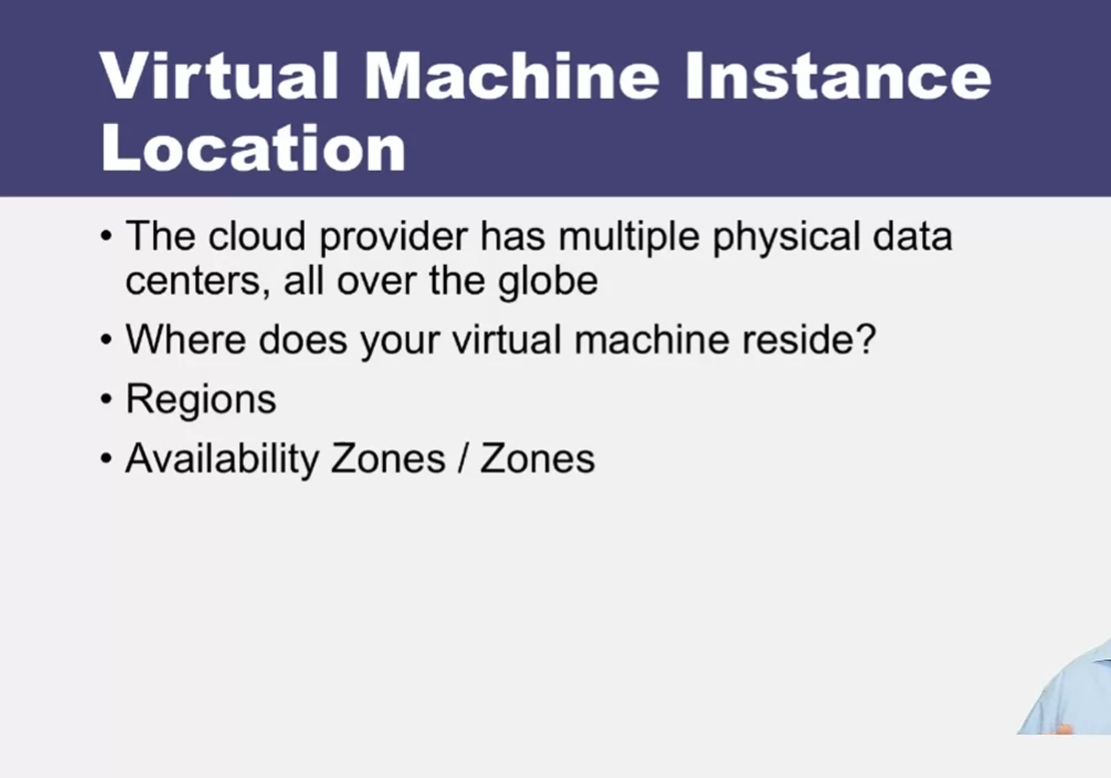 Virtual Machine Instance
Location
• The cloud provider has multiple physical data
centers, all over the globe
• Where does your virtual machine reside?
• Regions
• Availability Zones / Zones